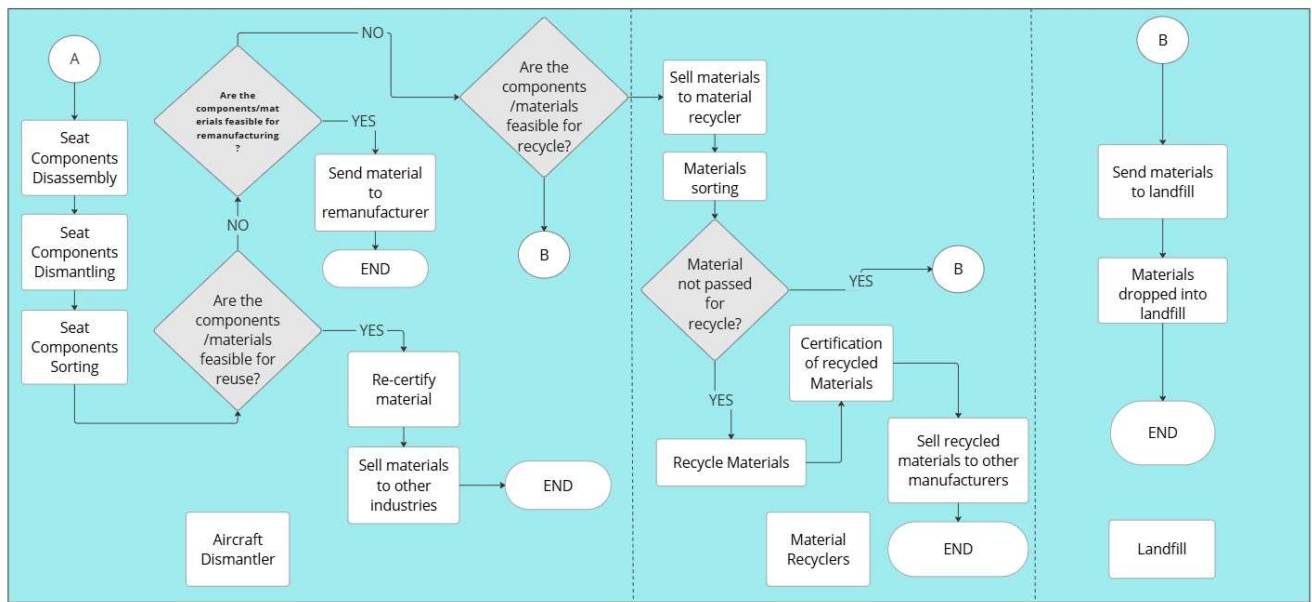 A
Seat
Components
Disassembly
Seat
Components
Dismantling
Seat
Components
Sorting
Are the
components
/materials
feasible for
reuse?
NO
YES
Are the
components/mat
erials feasible for
remanufacturing
?
NO
YES
Send material
to
remanufacturer
END
Re-certify
material
Sell materials
to other
industries
END
Aircraft
Dismantler
Are the
components
/materials
feasible for
recycle?
B
Sell materials
to material
recycler
Materials
sorting
Material
not passed
for
recycle?
YES
B
YES
Recycle Materials
Certification
of recycled
Materials
Sell recycled
materials to other
manufacturers
END
Material
Recyclers
B
Send materials
to landfill
Materials
dropped into
landfill
END
Landfill